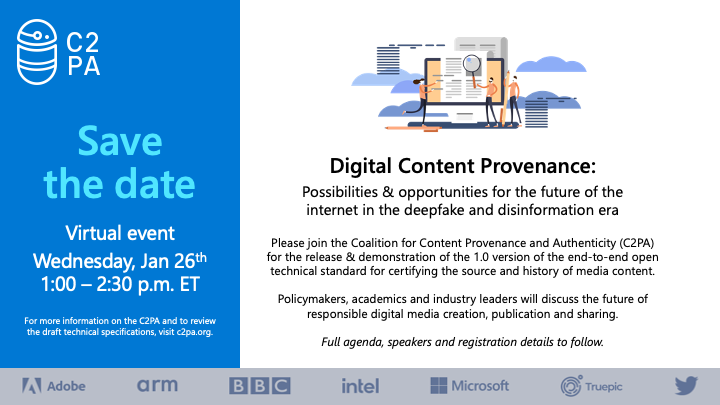 C2
PA
Save
the date
Virtual event
Wednesday, Jan 26th
1:00 – 2:30 p.m. ET
For more information on the C2PA and to review
the draft technical specifications, visit c2pa.org.
Digital Content Provenance:
Possibilities & opportunities for the future of the
internet in the deepfake and disinformation era
Please join the Coalition for Content Provenance and Authenticity (C2PA)
for the release & demonstration of the 1.0 version of the end-to-end open
technical standard for certifying the source and history of media content.
Policymakers, academics and industry leaders will discuss the future of
responsible digital media creation, publication and sharing.
Full agenda, speakers and registration details to follow.
Adobe arm BBC intel Microsoft Truepic